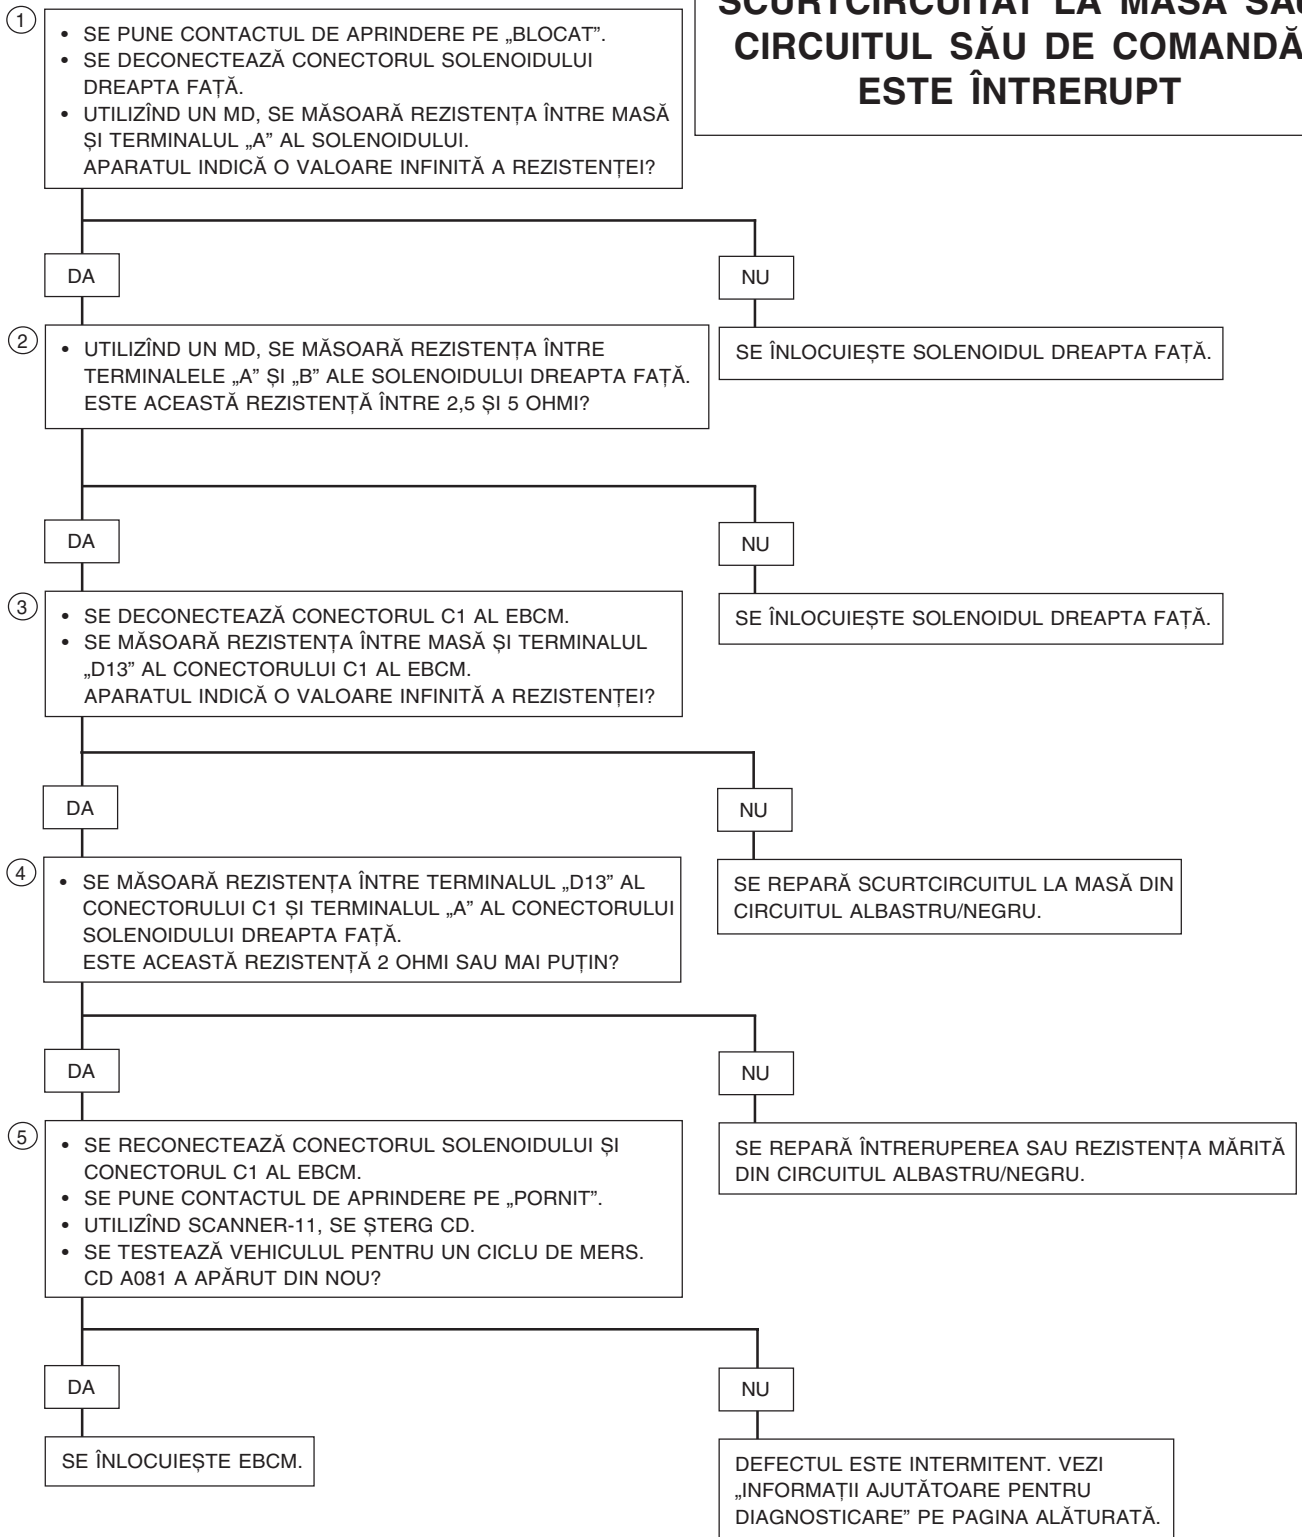 SCURTCIRCUITAT LA MASĂ SAU
CIRCUITUL SĂU DE COMANDĂ
ESTE ÎNTRERUPT
1
• SE PUNE CONTACTUL DE APRINDERE PE „BLOCAT”.
• SE DECONECTEAZĂ CONECTORUL SOLENOIDULUI
DREAPTA FAȚĂ.
• UTILIZÎND UN MD, SE MĂSOARĂ REZISTENȚA ÎNTRE MASĂ
ȘI TERMINALUL „A” AL SOLENOIDULUI.
APARATUL INDICĂ O VALOARE INFINITĂ A REZISTENȚEI?
DA
NU
2
• UTILIZÎND UN MD, SE MĂSOARĂ REZISTENȚA ÎNTRE
TERMINALELE „A” ȘI „B” ALE SOLENOIDULUI DREAPTA FAȚĂ.
ESTE ACEASTĂ REZISTENȚĂ ÎNTRE 2,5 ȘI 5 OHMI?
SE ÎNLOCUIEȘTE SOLENOIDUL DREAPTA FAȚĂ.
DA
NU
3
• SE DECONECTEAZĂ CONECTORUL C1 AL EBCM.
• SE MĂSOARĂ REZISTENȚA ÎNTRE MASĂ ȘI TERMINALUL
„D13” AL CONECTORULUI C1 AL EBCM.
APARATUL INDICĂ O VALOARE INFINITĂ A REZISTENȚEI?
SE ÎNLOCUIEȘTE SOLENOIDUL DREAPTA FAȚĂ.
DA
NU
4
• SE MĂSOARĂ REZISTENȚA ÎNTRE TERMINALUL „D13” AL
CONECTORULUI C1 ȘI TERMINALUL „A” AL CONECTORULUI
SOLENOIDULUI DREAPTA FAȚĂ.
ESTE ACEASTĂ REZISTENȚĂ 2 OHMI SAU MAI PUȚIN?
SE REPARĂ SCURTCIRCUITUL LA MASĂ DIN
CIRCUITUL ALBASTRU/NEGRU.
DA
NU
5
• SE RECONECTEAZĂ CONECTORUL SOLENOIDULUI ȘI
CONECTORUL C1 AL EBCM.
• SE PUNE CONTACTUL DE APRINDERE PE „PORNIT”.
• UTILIZÎND SCANNER-11, SE ȘTERG CD.
• SE TESTEAZĂ VEHICULUL PENTRU UN CICLU DE MERS.
CD A081 A APĂRUT DIN NOU?
SE REPARĂ ÎNTRERUPEREA SAU REZISTENȚA MĂRITĂ
DIN CIRCUITUL ALBASTRU/NEGRU.
DA
NU
SE ÎNLOCUIEȘTE EBCM.
DEFECTUL ESTE INTERMITENT. VEZI
„INFORMAȚII AJUTĂTOARE PENTRU
DIAGNOSTICARE” PE PAGINA ALĂTURATĂ.